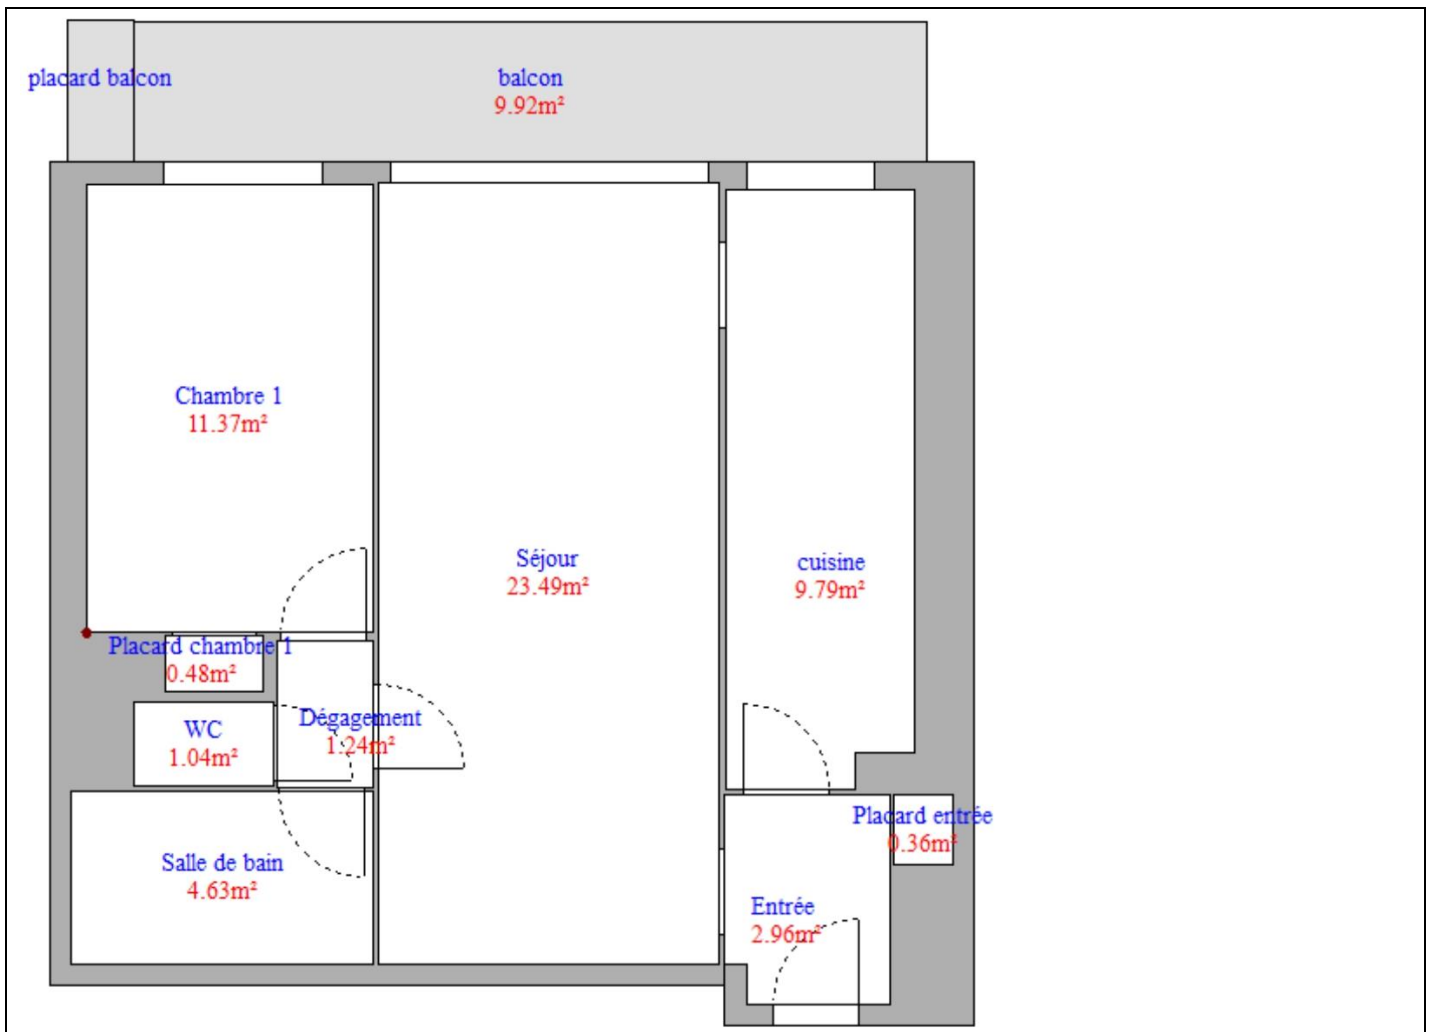 placard balcon
balcon
9.92m²
Chambre 1
11.37m²
Séjour
23.49m²
cuisine
9.79m²
Placard chambre 1
0.48m²
WC
1.04m²
Dégagement
1.24m²
Placard entrée
0.36m²
Salle de bain
4.63m²
Entrée
2.96m²